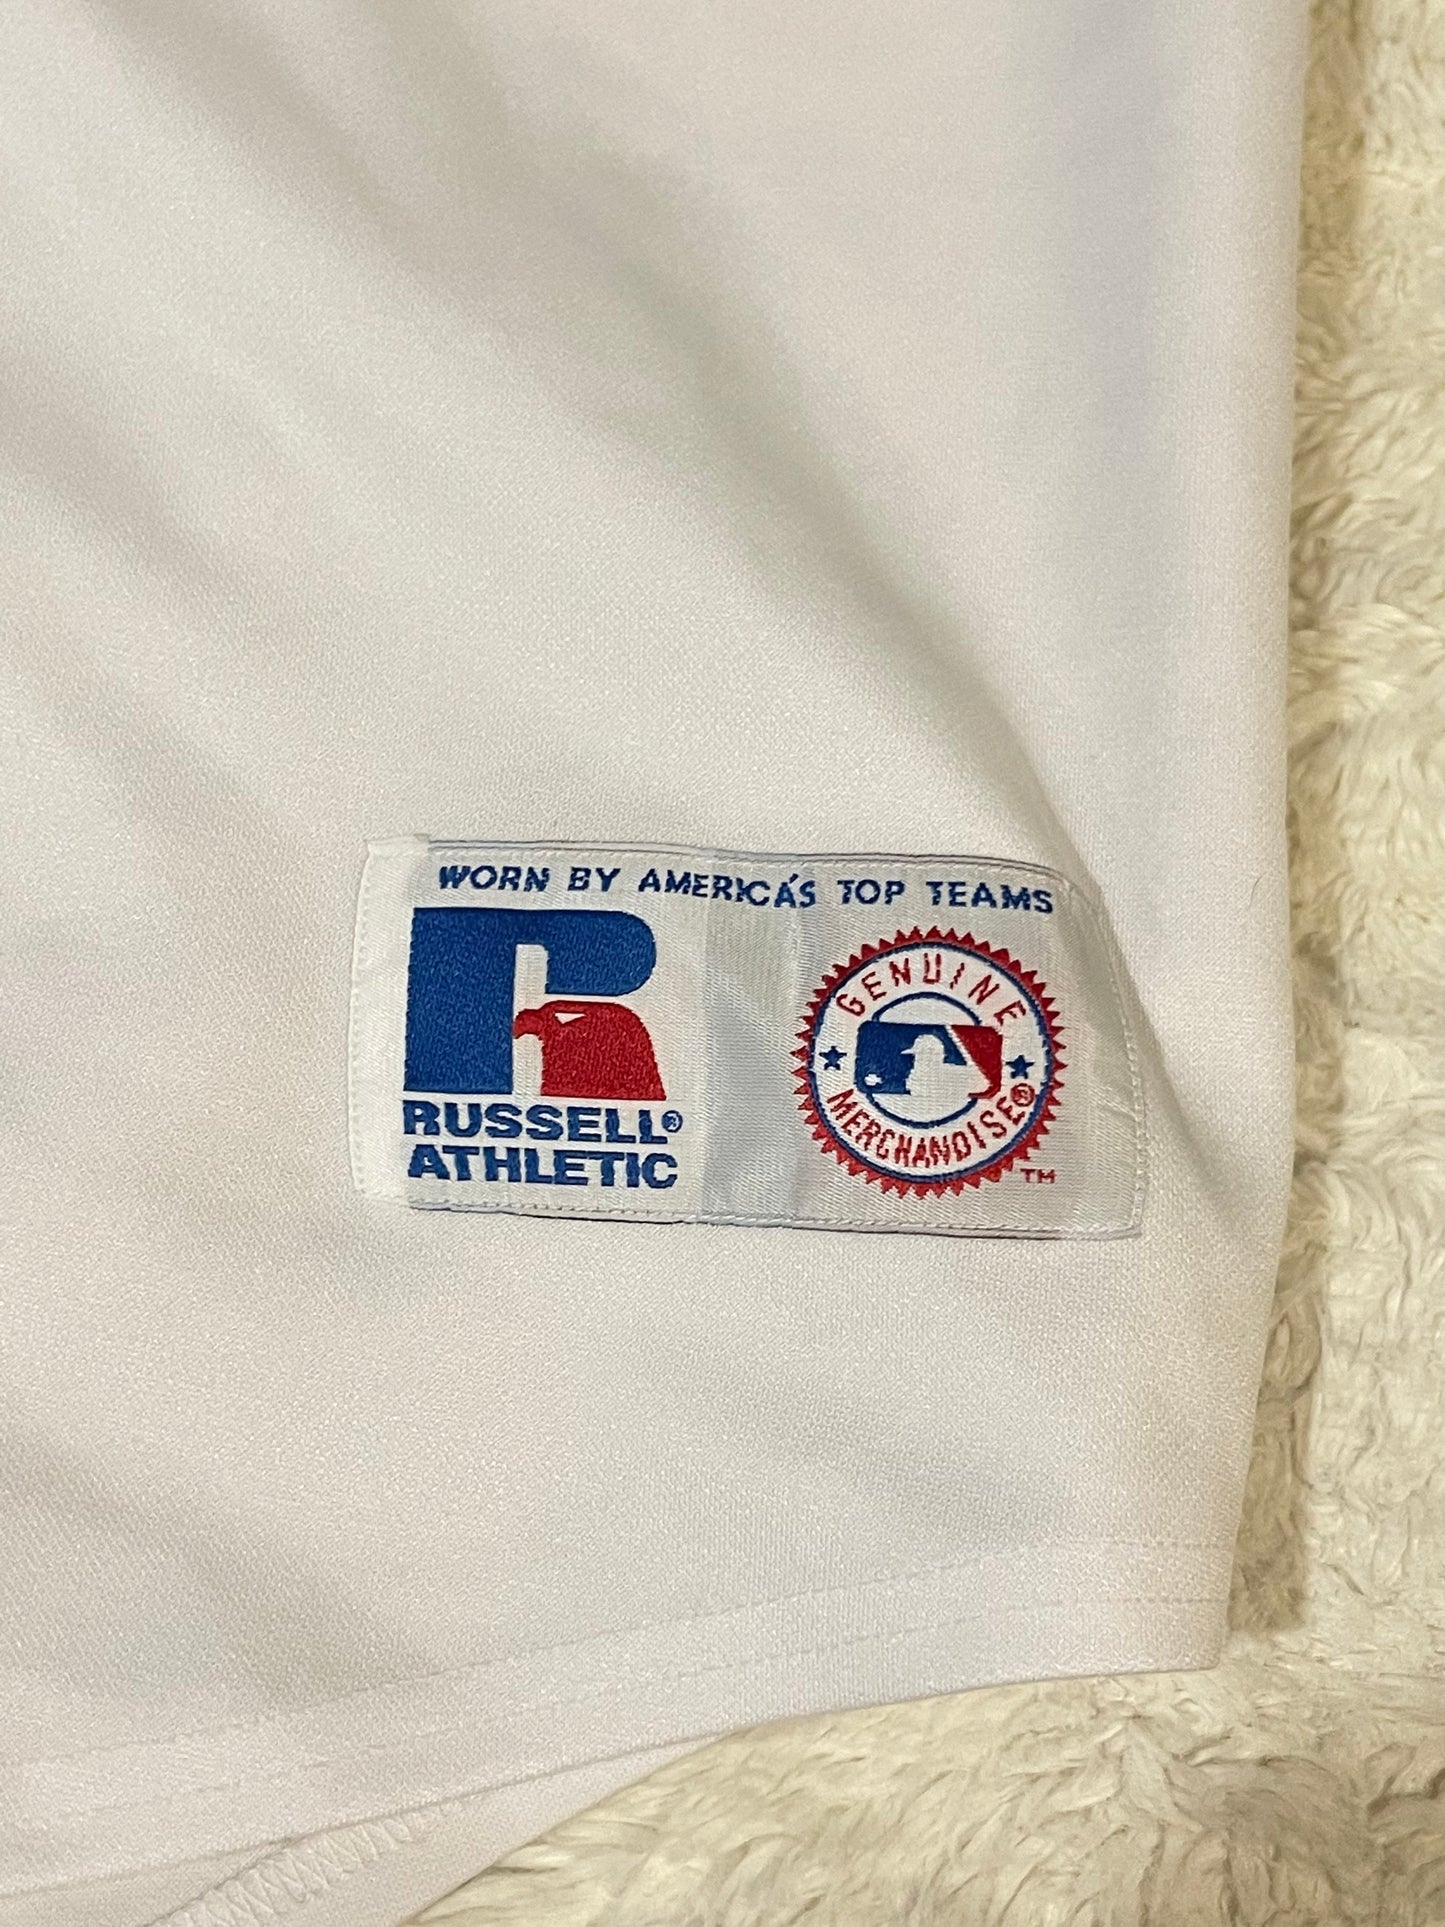 WORN BY AMERICA'S TOP TEAMS
RUSSELL®
ATHLETIC
GENUINE
MERCHANDISE®
TM